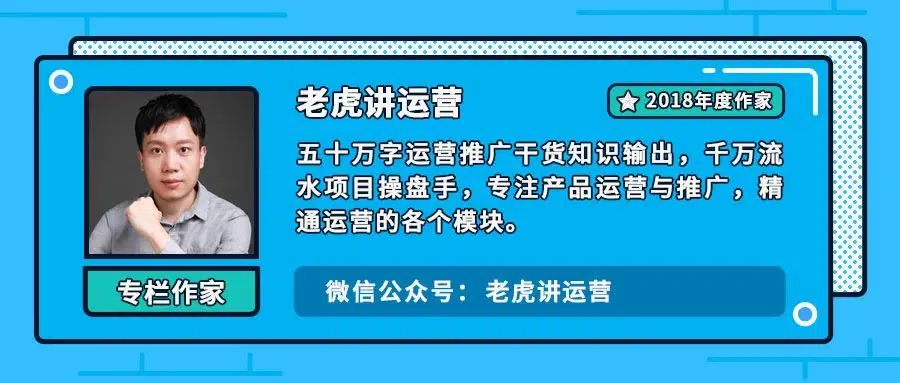 老虎讲运营
2018年度作家
五十万字运营推广干货知识输出，千万流
水项目操盘手，专注产品运营与推广，精
通运营的各个模块。
专栏作家
微信公众号：老虎讲运营